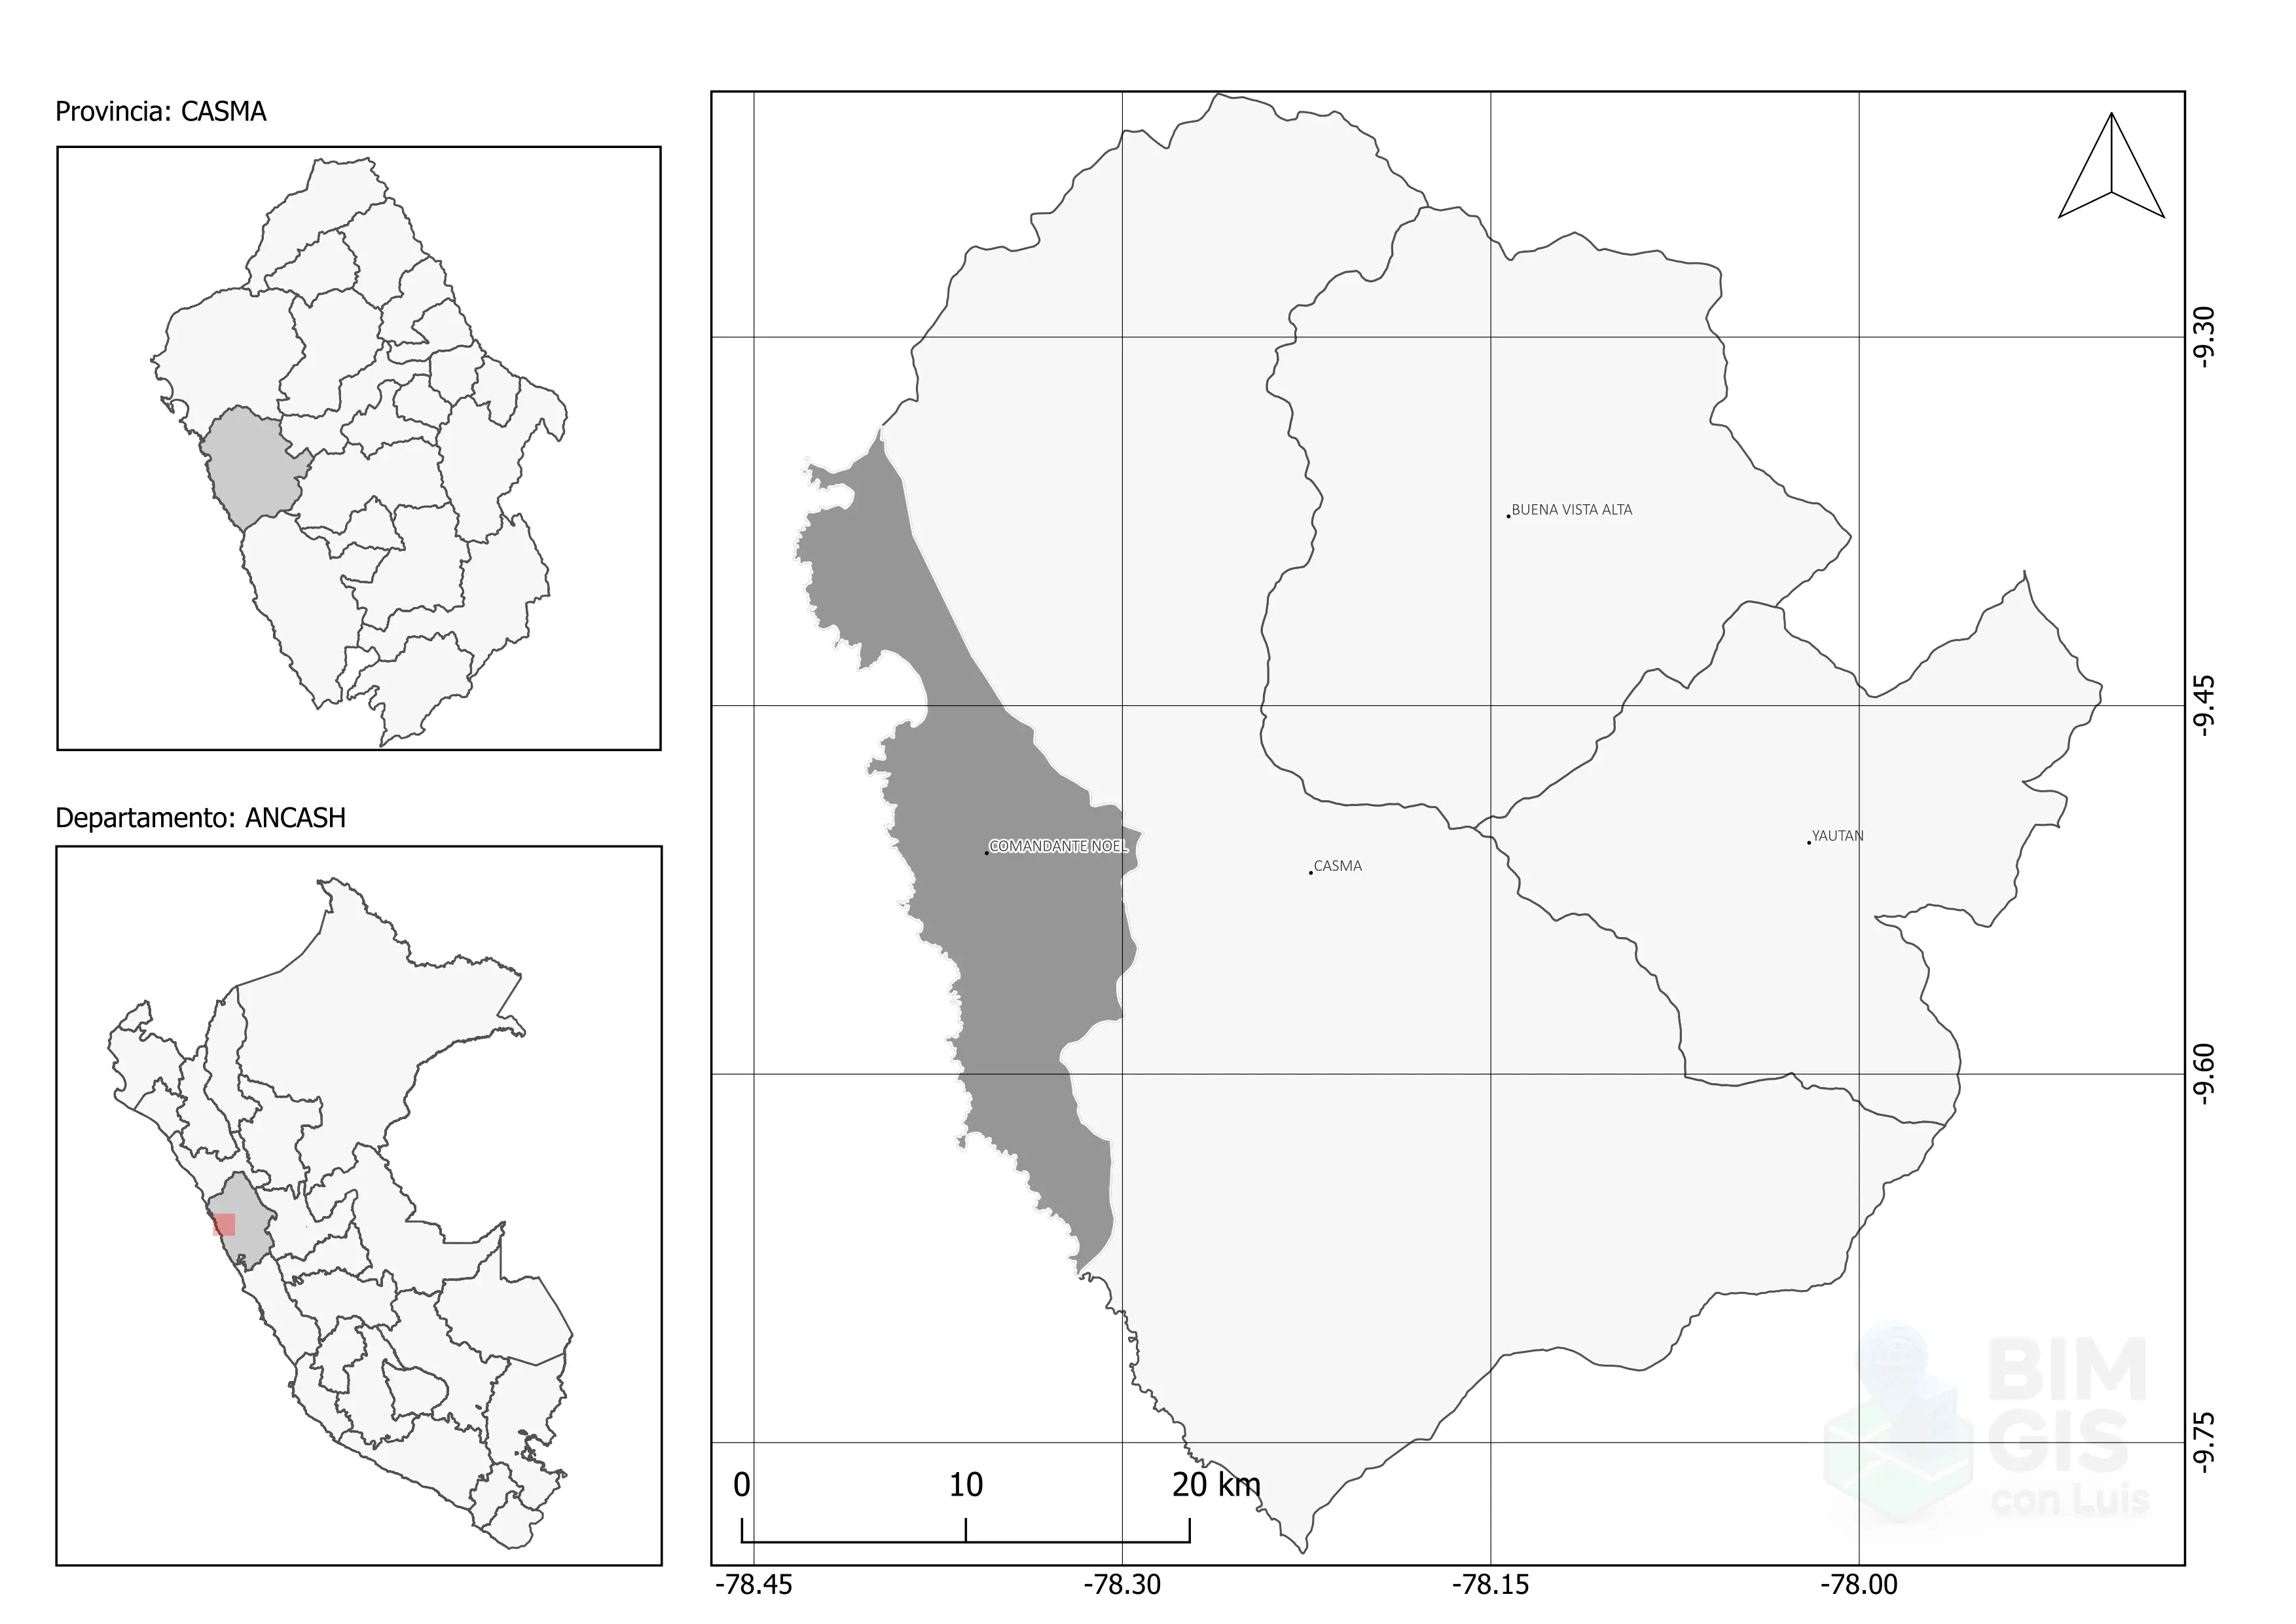 Provincia: CASMA
Departamento: ANCASH
BUENA VISTA ALTA
YAUTAN
COMANDANTE NOEL
CASMA
-9.30
-9.45
-9.60
-9.75
0 10 20 km
-78.45 -78.30 -78.15 -78.00
BIM
GIS
con Luis